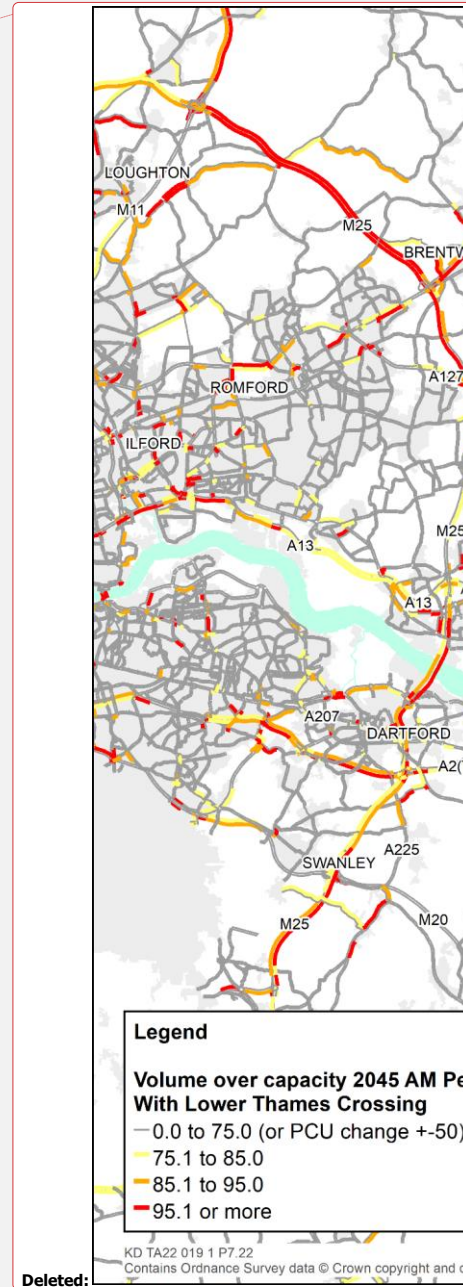 LOUGHTON
M11
M25
BRENTW
A127
ROMFORD
ILFORD
M25
A13
A13
A207
DARTFORD
A2(
A225
SWANLEY
M20
M25
Legend
Volume over capacity 2045 AM Pe
With Lower Thames Crossing
0.0 to 75.0 (or PCU change +-50)
75.1 to 85.0
85.1 to 95.0
95.1 or more
KD TA22 019 1 P7.22
Contains Ordnance Survey data © Crown copyright and
Deleted: